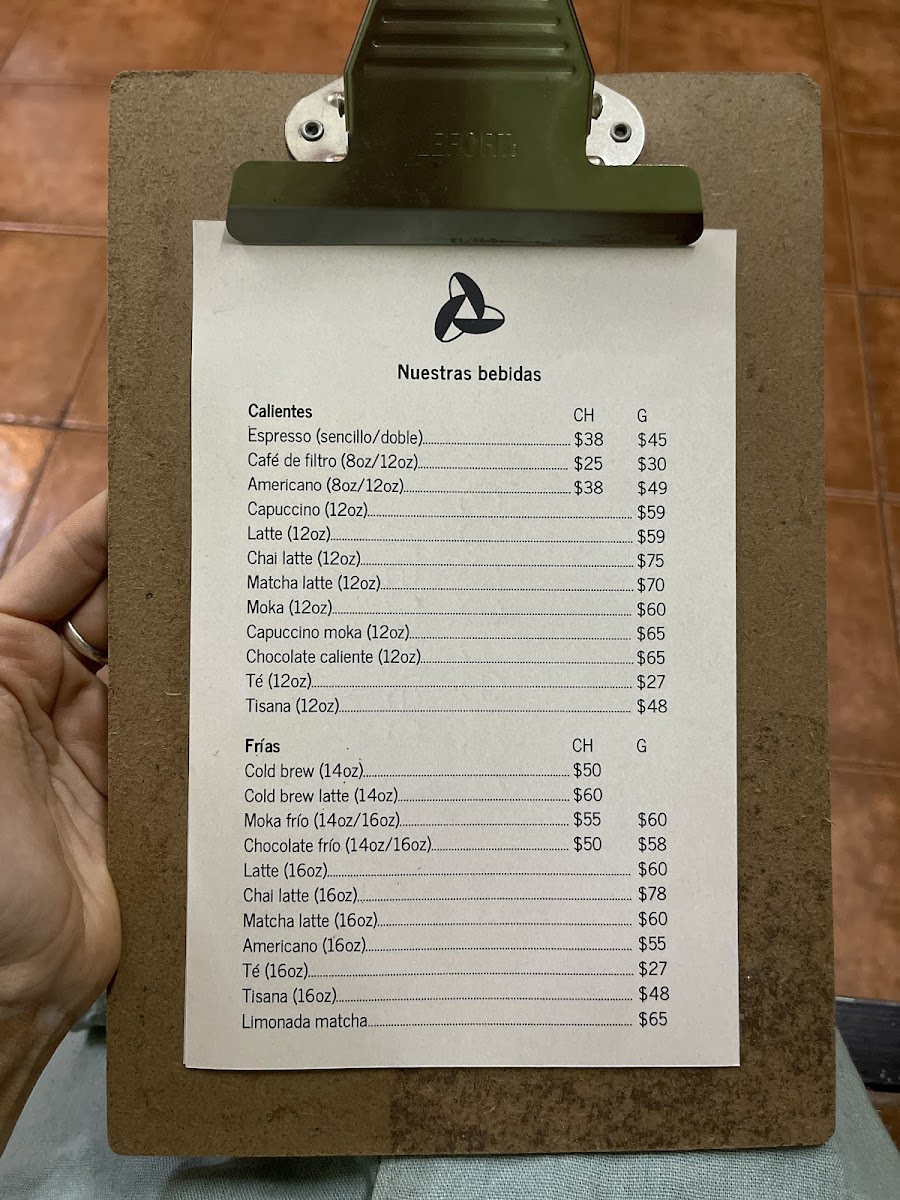 LEFORT
Nuestras bebidas
Calientes CH G
Espresso (sencillo/doble) $38 $45
Café de filtro (8oz/12oz) $25 $30
Americano (8oz/12oz) $38 $49
Capuccino (12oz) $59
Latte (12oz) $59
Chai latte (12oz) $75
Matcha latte (12oz) $70
Moka (12oz) $60
Capuccino moka (12oz) $65
Chocolate caliente (12oz) $65
Té (12oz) $27
Tisana (12oz) $48
Frías CH G
Cold brew (14oz) $50
Cold brew latte (14oz) $60
Moka frío (14oz/16oz) $55 $60
Chocolate frío (14oz/16oz) $50 $58
Latte (16oz) $60
Chai latte (16oz) $78
Matcha latte (16oz) $60
Americano (16oz) $55
Té (16oz) $27
Tisana (16oz) $48
Limonada matcha $65